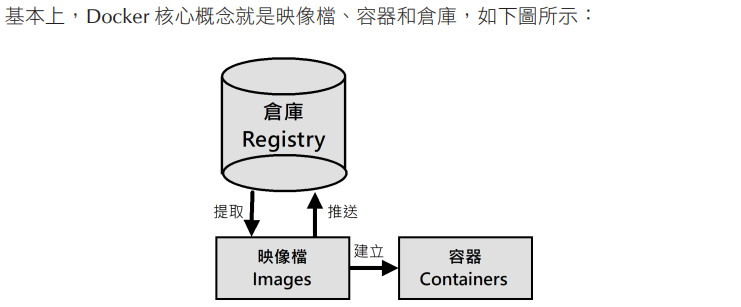 基本上，Docker 核心概念就是映像檔、容器和倉庫，如下圖所示：
倉庫
Registry
提取
推送
映像檔
Images
建立
容器
Containers